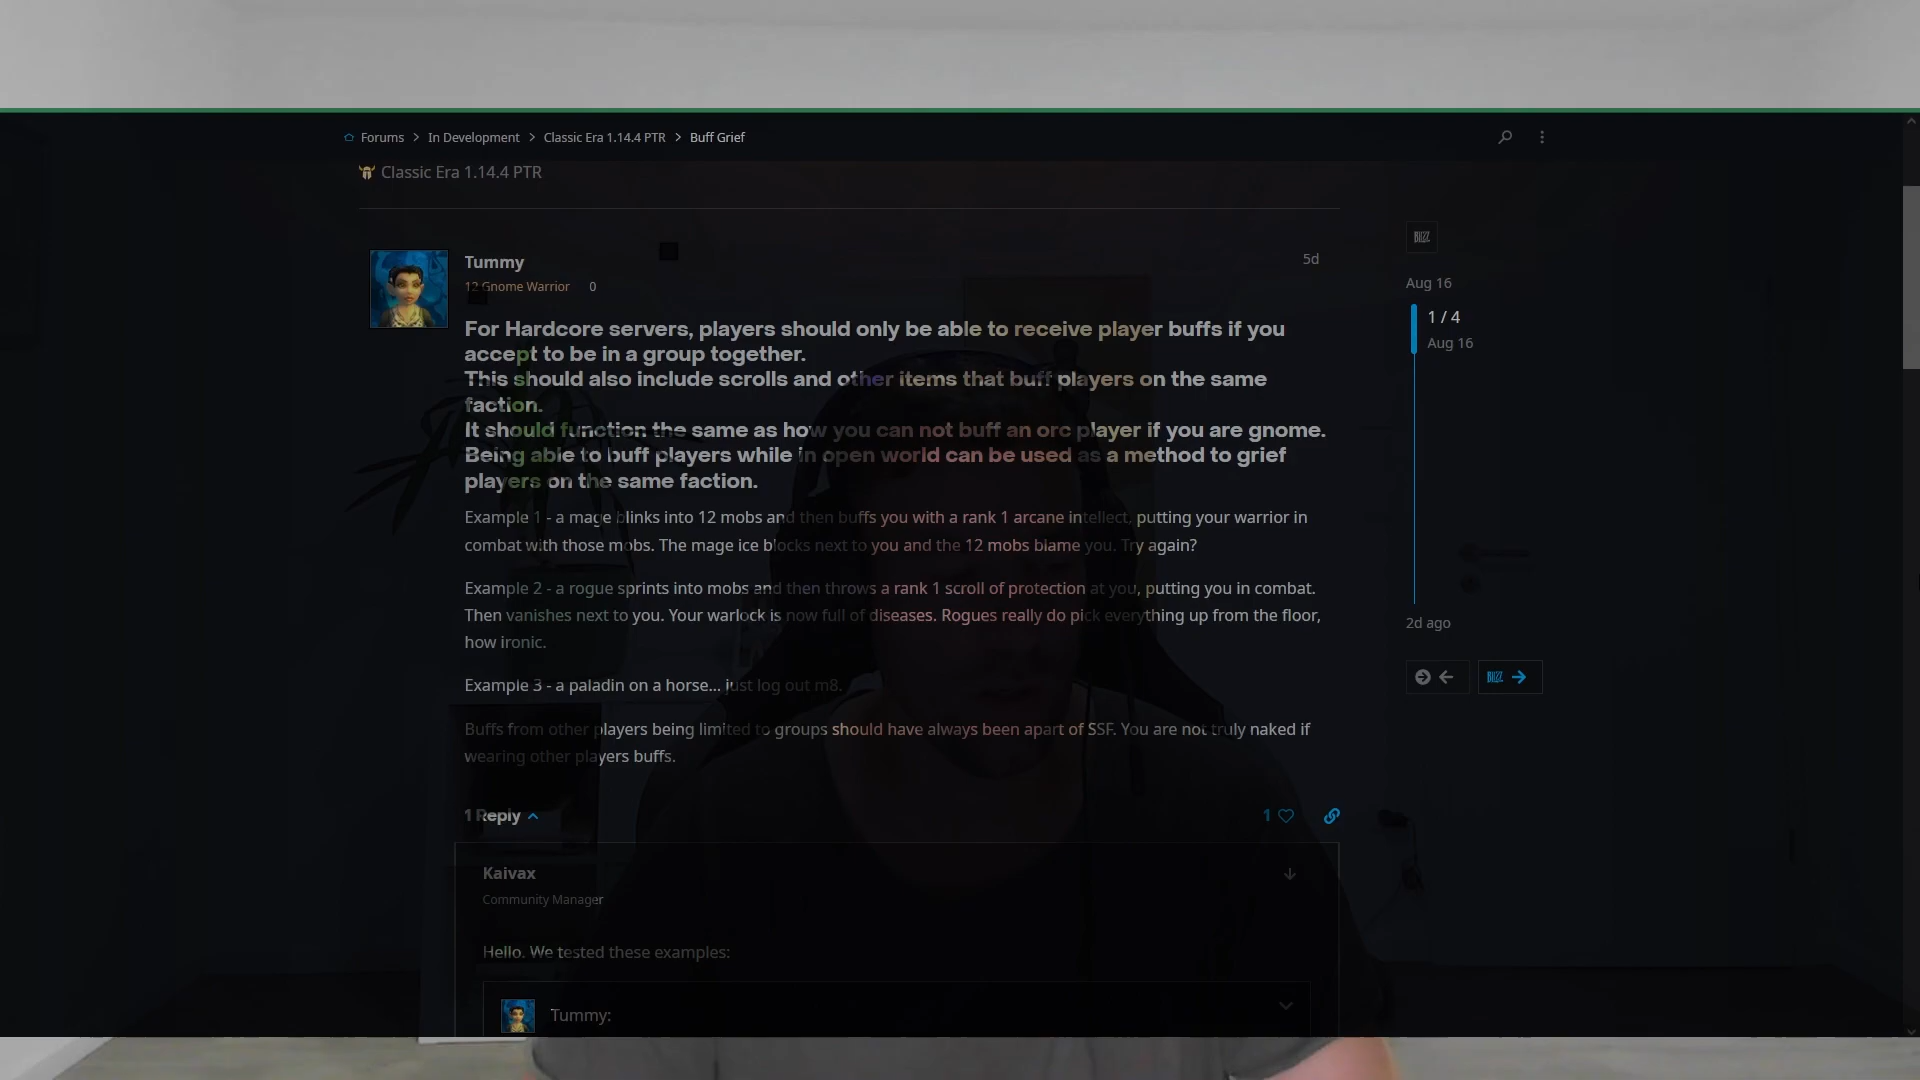 Forums > In Development > Classic Era 1.14.4 PTR > Buff Grief
Classic Era 1.14.4 PTR
Tummy
5d
12 Gnome Warrior 0
For Hardcore servers, players should only be able to receive player buffs if you
accept to be in a group together.
This should also include scrolls and other items that buff players on the same
faction.
It should function the same as how you can not buff an orc player if you are gnome.
Being able to buff players while in open world can be used as a method to grief
players on the same faction.
Example 1 - a mage blinks into 12 mobs and then buffs you with a rank 1 arcane intellect, putting your warrior in
combat with those mobs. The mage ice blocks next to you and the 12 mobs blame you. Try again?
Example 2 - a rogue sprints into mobs and then throws a rank 1 scroll of protection at you, putting you in combat.
Then vanishes next to you. Your warlock is now full of diseases. Rogues really do pick everything up from the floor,
how ironic.
Example 3 - a paladin on a horse... just log out m8.
Buffs from other players being limited to groups should have always been apart of SSF. You are not truly naked if
wearing other players buffs.
1 Reply
1
Kaivax
Community Manager
Hello. We tested these examples:
Tummy:
BLIZZ
Aug 16
1 / 4
Aug 16
2d ago
BLIZZ